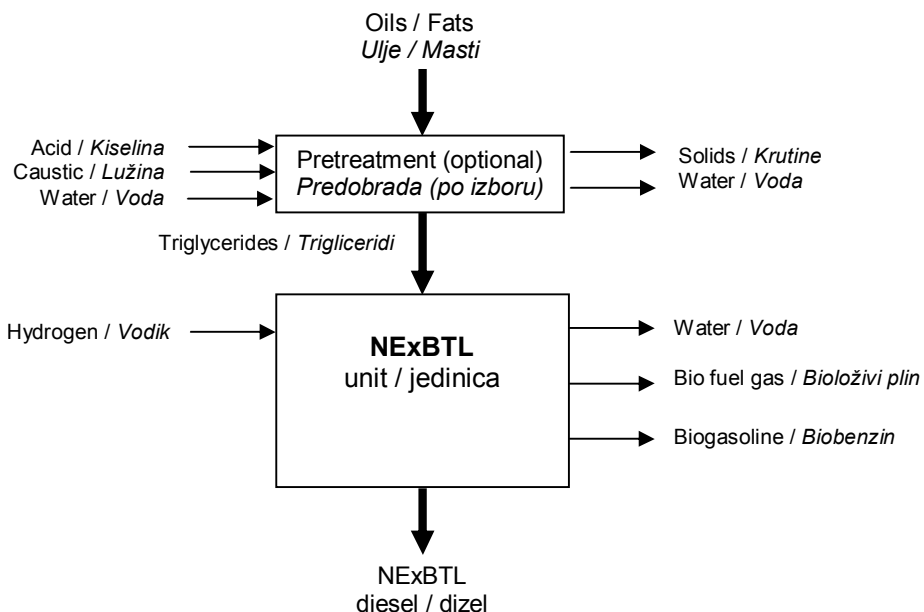 Oils / Fats
Ulje / Masti
Acid / Kiselina
Caustic / Lužina
Water / Voda
Pretreatment (optional)
Predobrada (po izboru)
Solids / Krutine
Water / Voda
Triglycerides / Trigliceridi
Hydrogen / Vodik
NExBTL
unit / jedinica
Water / Voda
Bio fuel gas / Bioloživi plin
Biogasoline / Biobenzin
NExBTL
diesel / dizel